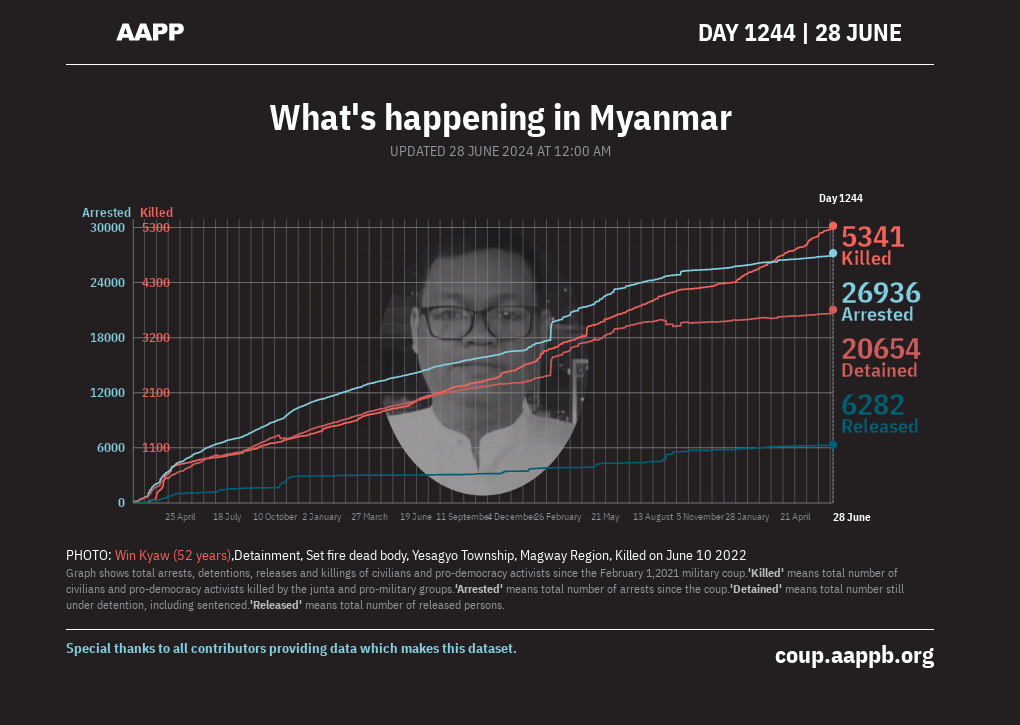 AAPP
DAY 1244 | 28 JUNE
What's happening in Myanmar
UPDATED 28 JUNE 2024 AT 12:00 AM
Day 1244
Arrested Killed
30000 5300
24000 4300
18000 3200
12000 2100
6000 1100
0
5341
Killed
26936
Arrested
20654
Detained
6282
Released
25 April 18 July 10 October 2 January 27 March 19 June 11 September 4 December 26 February 21 May 13 August 5 November 28 January 21 April 28 June
PHOTO: Win Kyaw (52 years),Detainment, Set fire dead body, Yesagyo Township, Magway Region, Killed on June 10 2022
Graph shows total arrests, detentions, releases and killings of civilians and pro-democracy activists since the February 1,2021 military coup.'Killed' means total number of
civilians and pro-democracy activists killed by the junta and pro-military groups.'Arrested' means total number of arrests since the coup.'Detained' means total number still
under detention, including sentenced.'Released' means total number of released persons.
Special thanks to all contributors providing data which makes this dataset.
coup.aappb.org